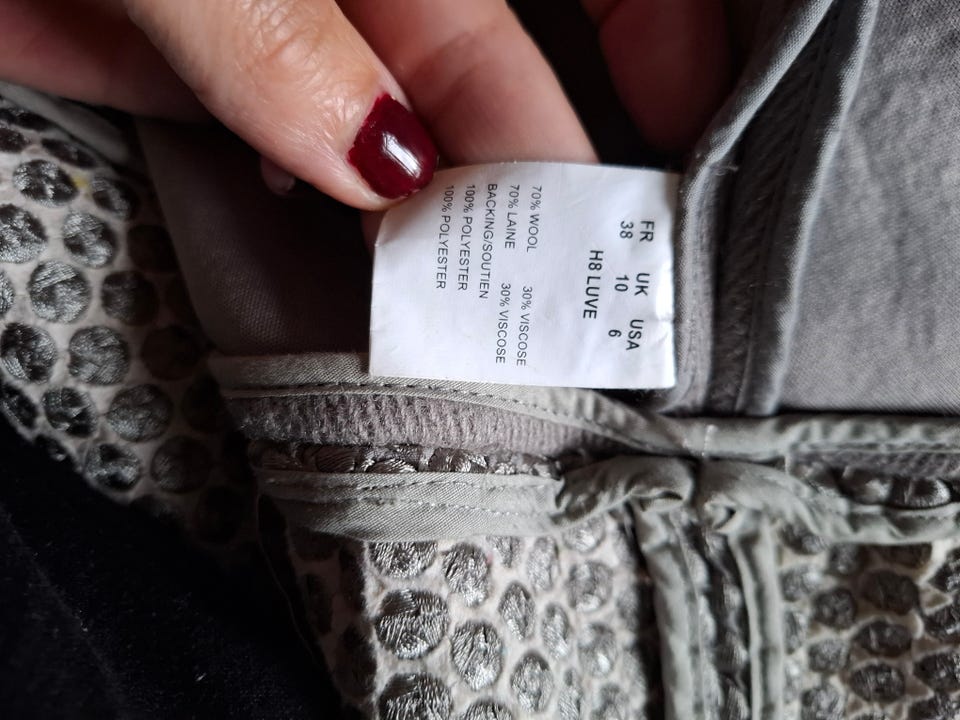 FR UK USA
38 10 6
H8 LUVE
70% WOOL 30% VISCOSE
70% LAINE 30% VISCOSE
BACKING/SOUTIEN
100% POLYESTER
100% POLYESTER